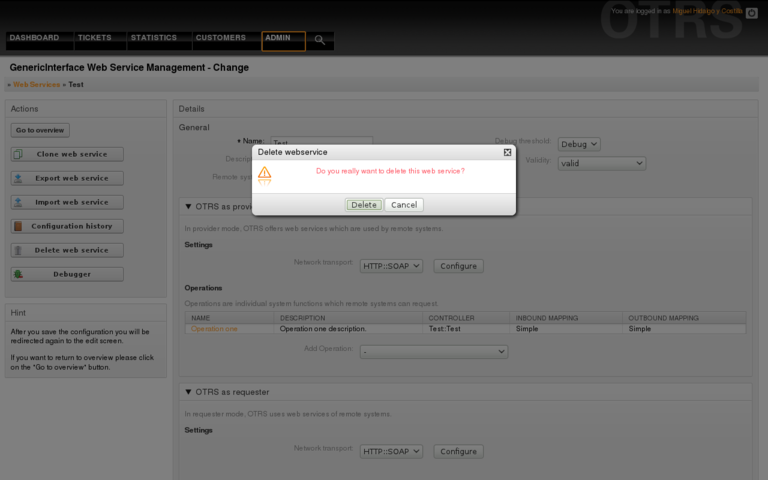 OTRS
You are logged in as Miguel Hidalgo y Costilla
DASHBOARD TICKETS STATISTICS CUSTOMERS ADMIN
GenericInterface Web Service Management - Change
» Web Services » Test
Actions
Go to overview
Clone web service
Export web service
Import web service
Configuration history
Delete web service
Debugger
Hint
After you save the configuration you will be
redirected again to the edit screen.
If you want to return to overview please click
on the "Go to overview" button.
Details
General
* Name: Test
Debug threshold: Debug
Validity: valid
Delete webservice
Do you really want to delete this web service?
Delete Cancel
▼ OTRS as
In provider mode, OTRS offers web services which are used by remote systems.
Settings
Network transport: HTTP::SOAP Configure
Operations
Operations are individual system functions which remote systems can request.
NAME DESCRIPTION CONTROLLER INBOUND MAPPING OUTBOUND MAPPING
Operation one Operation one description. Test::Test Simple Simple
Add Operation: -
▼ OTRS as requester
In requester mode, OTRS uses web services of remote systems.
Settings
Network transport: HTTP::SOAP Configure